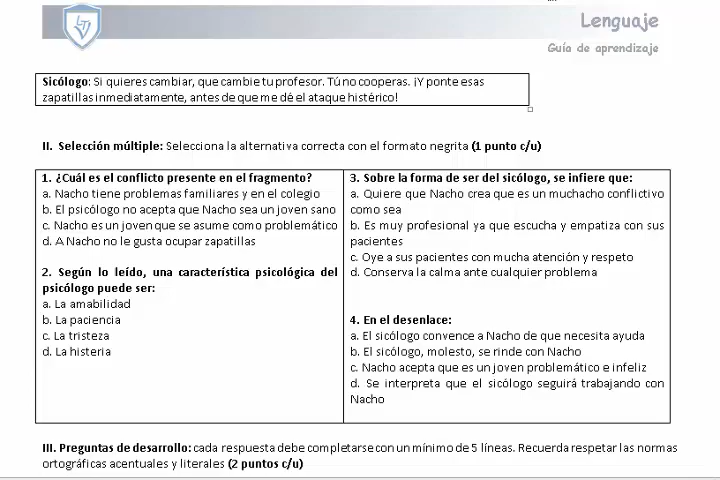 LTV
Lenguaje
Guía de aprendizaje
Sicólogo: Si quieres cambiar, que cambie tu profesor. Tú no cooperas. ¡Y ponte esas
zapatillas inmediatamente, antes de que me dé el ataque histérico!
II. Selección múltiple: Selecciona la alternativa correcta con el formato negrita (1 punto c/u)
1. ¿Cuál es el conflicto presente en el fragmento?
a. Nacho tiene problemas familiares y en el colegio
b. El psicólogo no acepta que Nacho sea un joven sano
c. Nacho es un joven que se asume como problemático
d. A Nacho no le gusta ocupar zapatillas
2. Según lo leído, una característica psicológica del
psicólogo puede ser:
a. La amabilidad
b. La paciencia
c. La tristeza
d. La histeria
3. Sobre la forma de ser del sicólogo, se infiere que:
a. Quiere que Nacho crea que es un muchacho conflictivo
como sea
b. Es muy profesional ya que escucha y empatiza con sus
pacientes
c. Oye a sus pacientes con mucha atención y respeto
d. Conserva la calma ante cualquier problema
4. En el desenlace:
a. El sicólogo convence a Nacho de que necesita ayuda
b. El sicólogo, molesto, se rinde con Nacho
c. Nacho acepta que es un joven problemático e infeliz
d. Se interpreta que el sicólogo seguirá trabajando con
Nacho
III. Preguntas de desarrollo: cada respuesta debe completarse con un mínimo de 5 líneas. Recuerda respetar las normas
ortográficas acentuales y literales (2 puntos c/u)